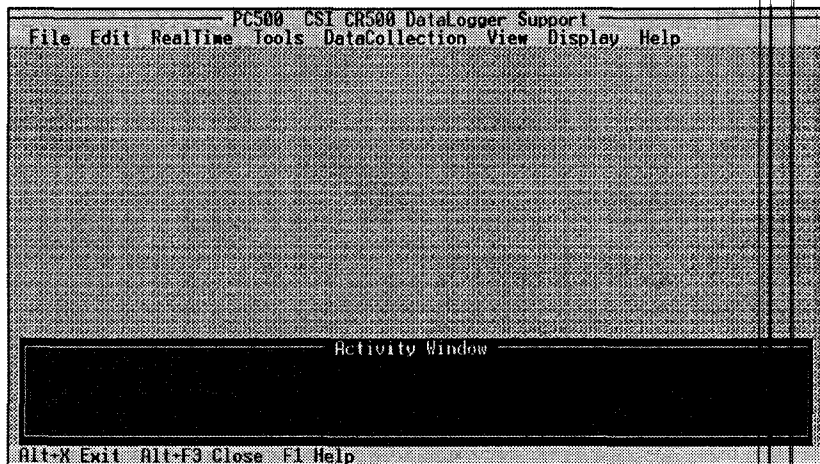 PC500 CSI CR500 DataLogger Support
File Edit RealTime Tools DataCollection View Display Help
Activity Window
Alt+X Exit Alt+F3 Close F1 Help